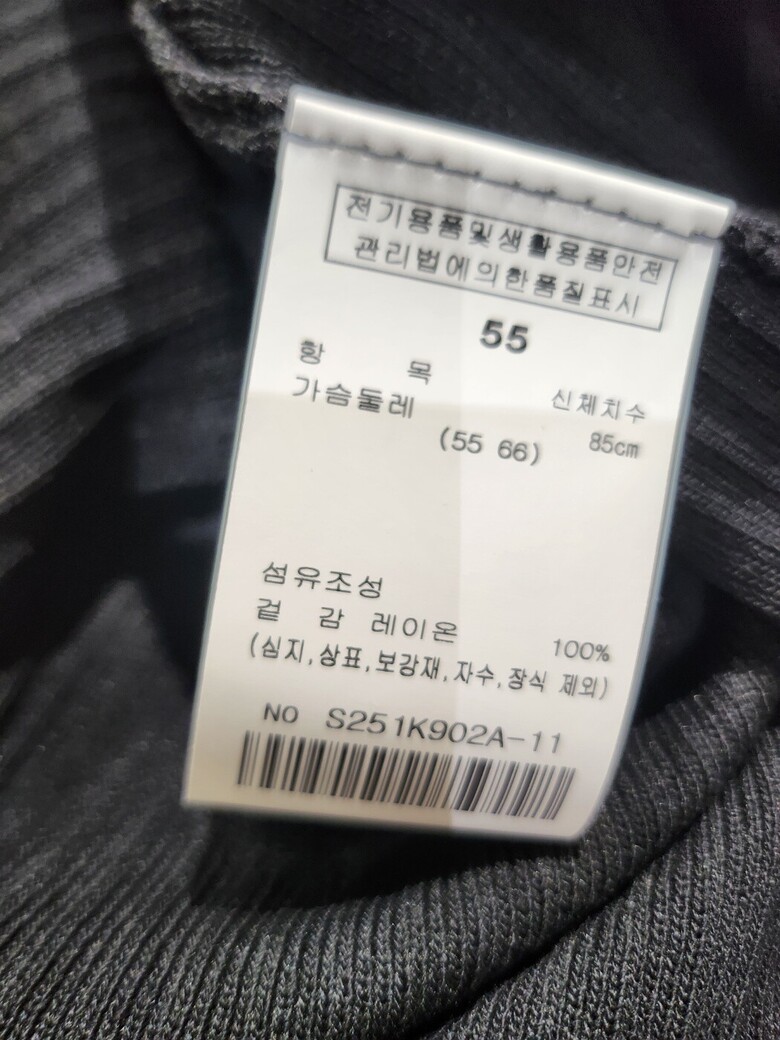 전기용품및생활용품안전
관리법에의한품질표시
55
항 목 신체치수
가슴둘레 85cm
(55 66)
섬유조성
겉 감 레이온 100%
(심지,상표,보강재,자수,장식 제외)
NO S251K902A-11